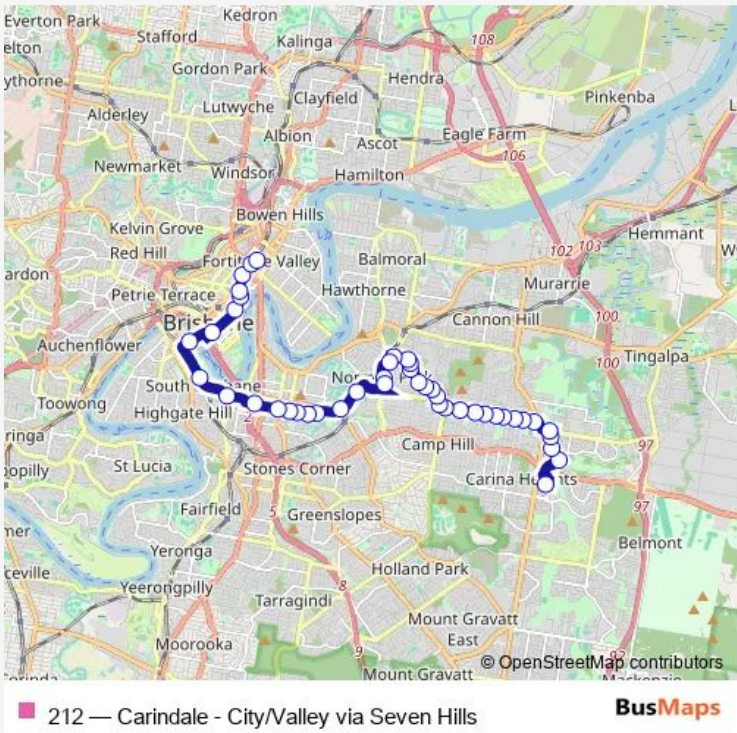 Everton Park
Kedron
Stafford
Kalinga
108
Gordon Park
Hendra
Clayfield
Pinkenba
Lutwyche
Alderley
Albion
Ascot
Eagle Farm
106
Newmarket
Windsor
Hamilton
Bowen Hills
Kelvin Grove
Hemmant
Red Hill
102
103
Fortitude Valley
Balmoral
Murarrie
Petrie Terrace
Hawthorne
100
Brisbane
Cannon Hill
Auchenflower
100
Tingalpa
Toowong
South Brisbane
Norman Park
Highgate Hill
2
Camp Hill
97
St Lucia
Stones Corner
Carina Heights
97
Fairfield
5
Greenslopes
Belmont
Yeronga
Holland Park
8
Yeerongpilly
Tarragindi
Mount Gravatt
East
Moorooka
9
Mount Gravatt
© OpenStreetMap contributors
212 — Carindale - City/Valley via Seven Hills
BusMaps